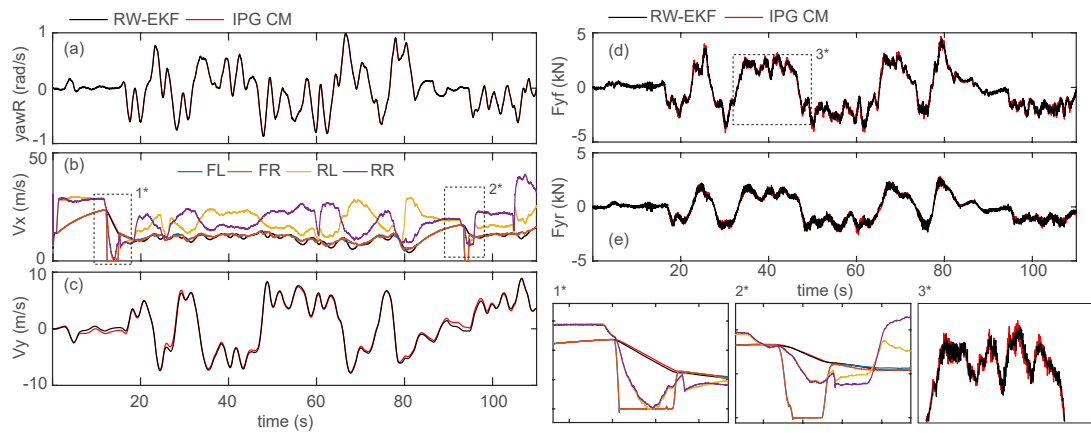 RW-EKF IPG CM
(a)
yawR (rad/s)
1
0
-1
(b)
FL FR RL RR
Vx (m/s)
50
0
1*
2*
(c)
Vy (m/s)
10
0
-10
20 40 60 80 100
time (s)
RW-EKF IPG CM
(d)
Fyf (kN)
5
0
-5
3*
(e)
Fyr (kN)
5
0
-5
20 40 60 80 100
time (s)
1* 2* 3*